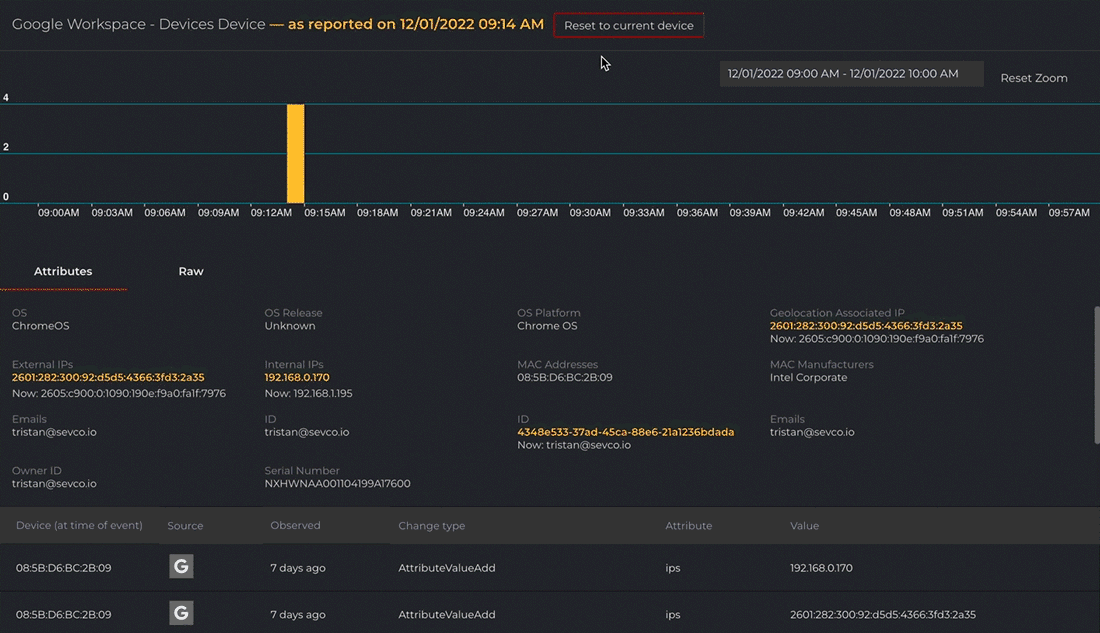 Google Workspace - Devices Device — as reported on 12/01/2022 09:14 AM Reset to current device
12/01/2022 09:00 AM - 12/01/2022 10:00 AM Reset Zoom
4
2
0
09:00AM 09:03AM 09:06AM 09:09AM 09:12AM 09:15AM 09:18AM 09:21AM 09:24AM 09:27AM 09:30AM 09:33AM 09:36AM 09:39AM 09:42AM 09:45AM 09:48AM 09:51AM 09:54AM 09:57AM
Attributes Raw
OS OS Release OS Platform Geolocation Associated IP
ChromeOS Unknown Chrome OS 2601:282:300:92:d5d5:4366:3fd3:2a35
Now: 2605:c900:0:1090:190e:f9a0:fa1f:7976
External IPs Internal IPs MAC Addresses MAC Manufacturers
2601:282:300:92:d5d5:4366:3fd3:2a35 192.168.0.170 08:5B:D6:BC:2B:09 Intel Corporate
Now: 2605:c900:0:1090:190e:f9a0:fa1f:7976 Now: 192.168.1.195
Emails ID ID Emails
tristan@sevco.io tristan@sevco.io 4348e533-37ad-45ca-88e6-21a1236bdada tristan@sevco.io
Now: tristan@sevco.io
Owner ID Serial Number
tristan@sevco.io NXHWNAA001104199A17600
Device (at time of event) Source Observed Change type Attribute Value
08:5B:D6:BC:2B:09 G 7 days ago AttributeValueAdd ips 192.168.0.170
08:5B:D6:BC:2B:09 G 7 days ago AttributeValueAdd ips 2601:282:300:92:d5d5:4366:3fd3:2a35